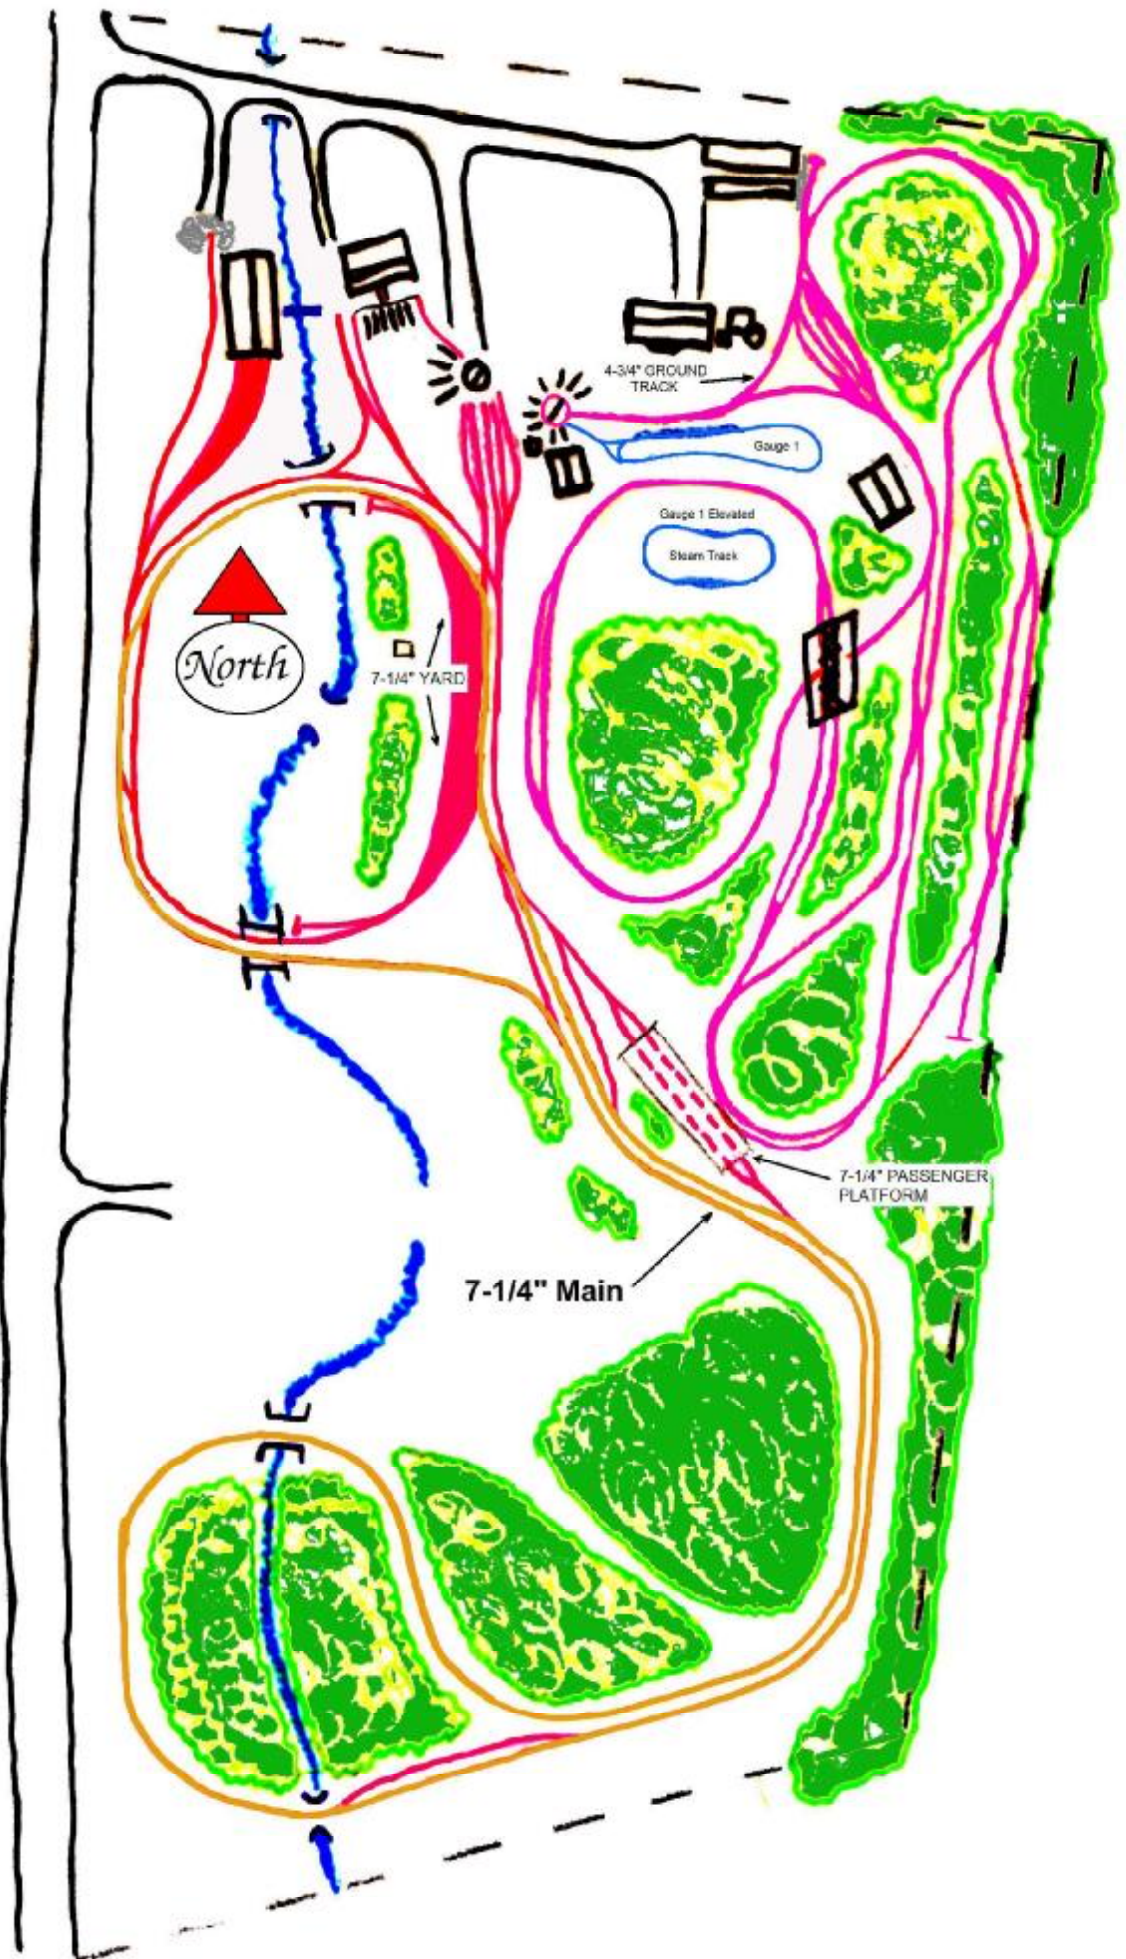 4-3/4" GROUND
TRACK
Gauge 1
Gauge 1 Elevated
Steam Track
North
7-1/4" YARD
7-1/4" PASSENGER
PLATFORM
7-1/4" Main